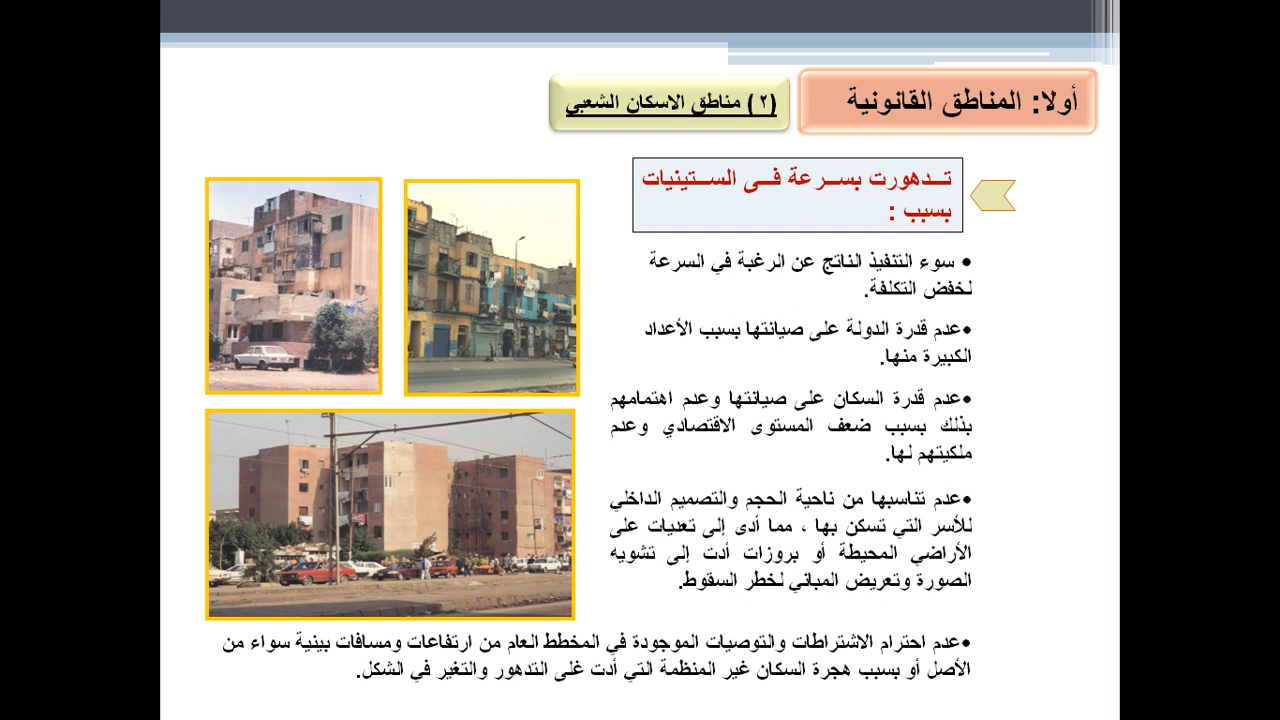 أولا: المناطق القانونية
(٢) مناطق الاسكان الشعبي
تـــدهورت بســـرعة فـــى الســـتينيات
بسبب :
• سوء التنفيذ الناتج عن الرغبة في السرعة
لخفض التكلفة.
•عدم قدرة الدولة على صيانتها بسبب الأعداد
الكبيرة منها.
•عدم قدرة السكان على صيانتها وعدم اهتمامهم
بذلك بسبب ضعف المستوى الاقتصادي وعدم
ملكيتهم لها.
•عدم تناسبها من ناحية الحجم والتصميم الداخلي
للأسر التي تسكن بها ، مما أدى إلى تعديات على
الأراضي المحيطة أو بروزات أدت إلى تشويه
الصورة وتعريض المباني لخطر السقوط.
•عدم احترام الاشتراطات والتوصيات الموجودة في المخطط العام من ارتفاعات ومسافات بينية سواء من
الأصل أو بسبب هجرة السكان غير المنظمة التي أدت غلى التدهور والتغير في الشكل.